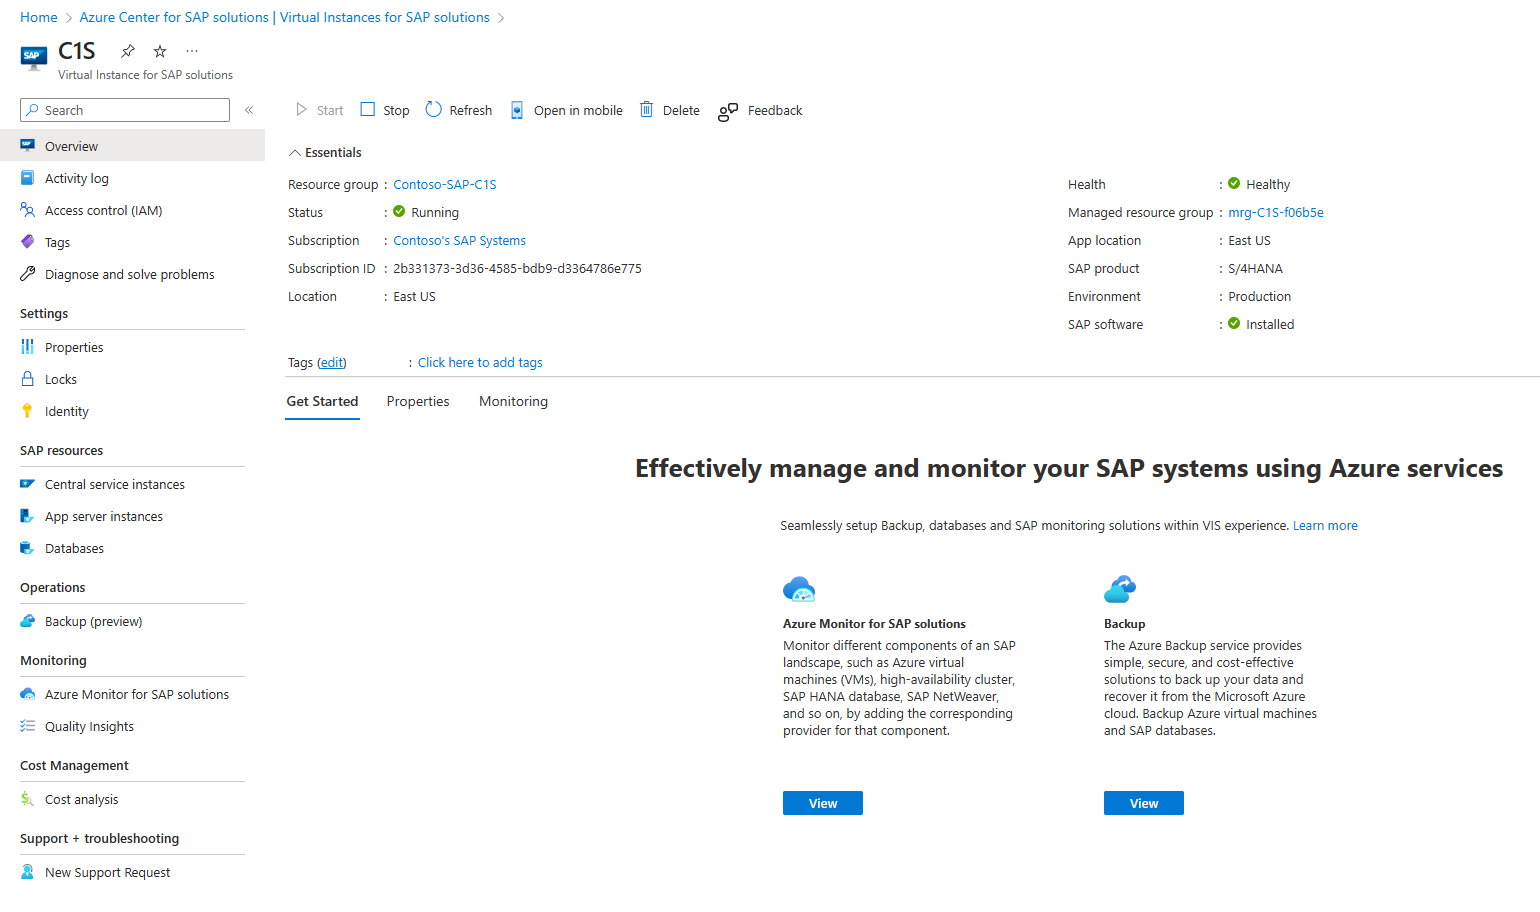 Home > Azure Center for SAP solutions | Virtual Instances for SAP solutions >
SAP
C1S
...
Virtual Instance for SAP solutions
Search
«
Start
Stop
Refresh
Open in mobile
Delete
Feedback
Overview
Activity log
Access control (IAM)
Tags
Diagnose and solve problems
Settings
Properties
Locks
Identity
SAP resources
Central service instances
App server instances
Databases
Operations
Backup (preview)
Monitoring
Azure Monitor for SAP solutions
Quality Insights
Cost Management
Cost analysis
Support + troubleshooting
New Support Request
Essentials
Resource group : Contoso-SAP-C1S
Status : Running
Subscription : Contoso's SAP Systems
Subscription ID : 2b331373-3d36-4585-bdb9-d3364786e775
Location : East US
Health : Healthy
Managed resource group : mrg-C1S-f06b5e
App location : East US
SAP product : S/4HANA
Environment : Production
SAP software : Installed
Tags (edit) : Click here to add tags
Get Started
Properties
Monitoring
Effectively manage and monitor your SAP systems using Azure services
Seamlessly setup Backup, databases and SAP monitoring solutions within VIS experience. Learn more
Azure Monitor for SAP solutions
Monitor different components of an SAP
landscape, such as Azure virtual
machines (VMs), high-availability cluster,
SAP HANA database, SAP NetWeaver,
and so on, by adding the corresponding
provider for that component.
View
Backup
The Azure Backup service provides
simple, secure, and cost-effective
solutions to back up your data and
recover it from the Microsoft Azure
cloud. Backup Azure virtual machines
and SAP databases.
View